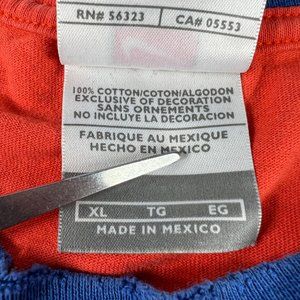 RN# 56323 CA# 05553
100% COTTON/COTON/ALGODON
EXCLUSIVE OF DECORATION
SANS ORNEMENTS
NO INCLUYE LA DECORACION
FABRIQUE AU MEXIQUE
HECHO EN MEXICO
XL TG EG
MADE IN MEXICO